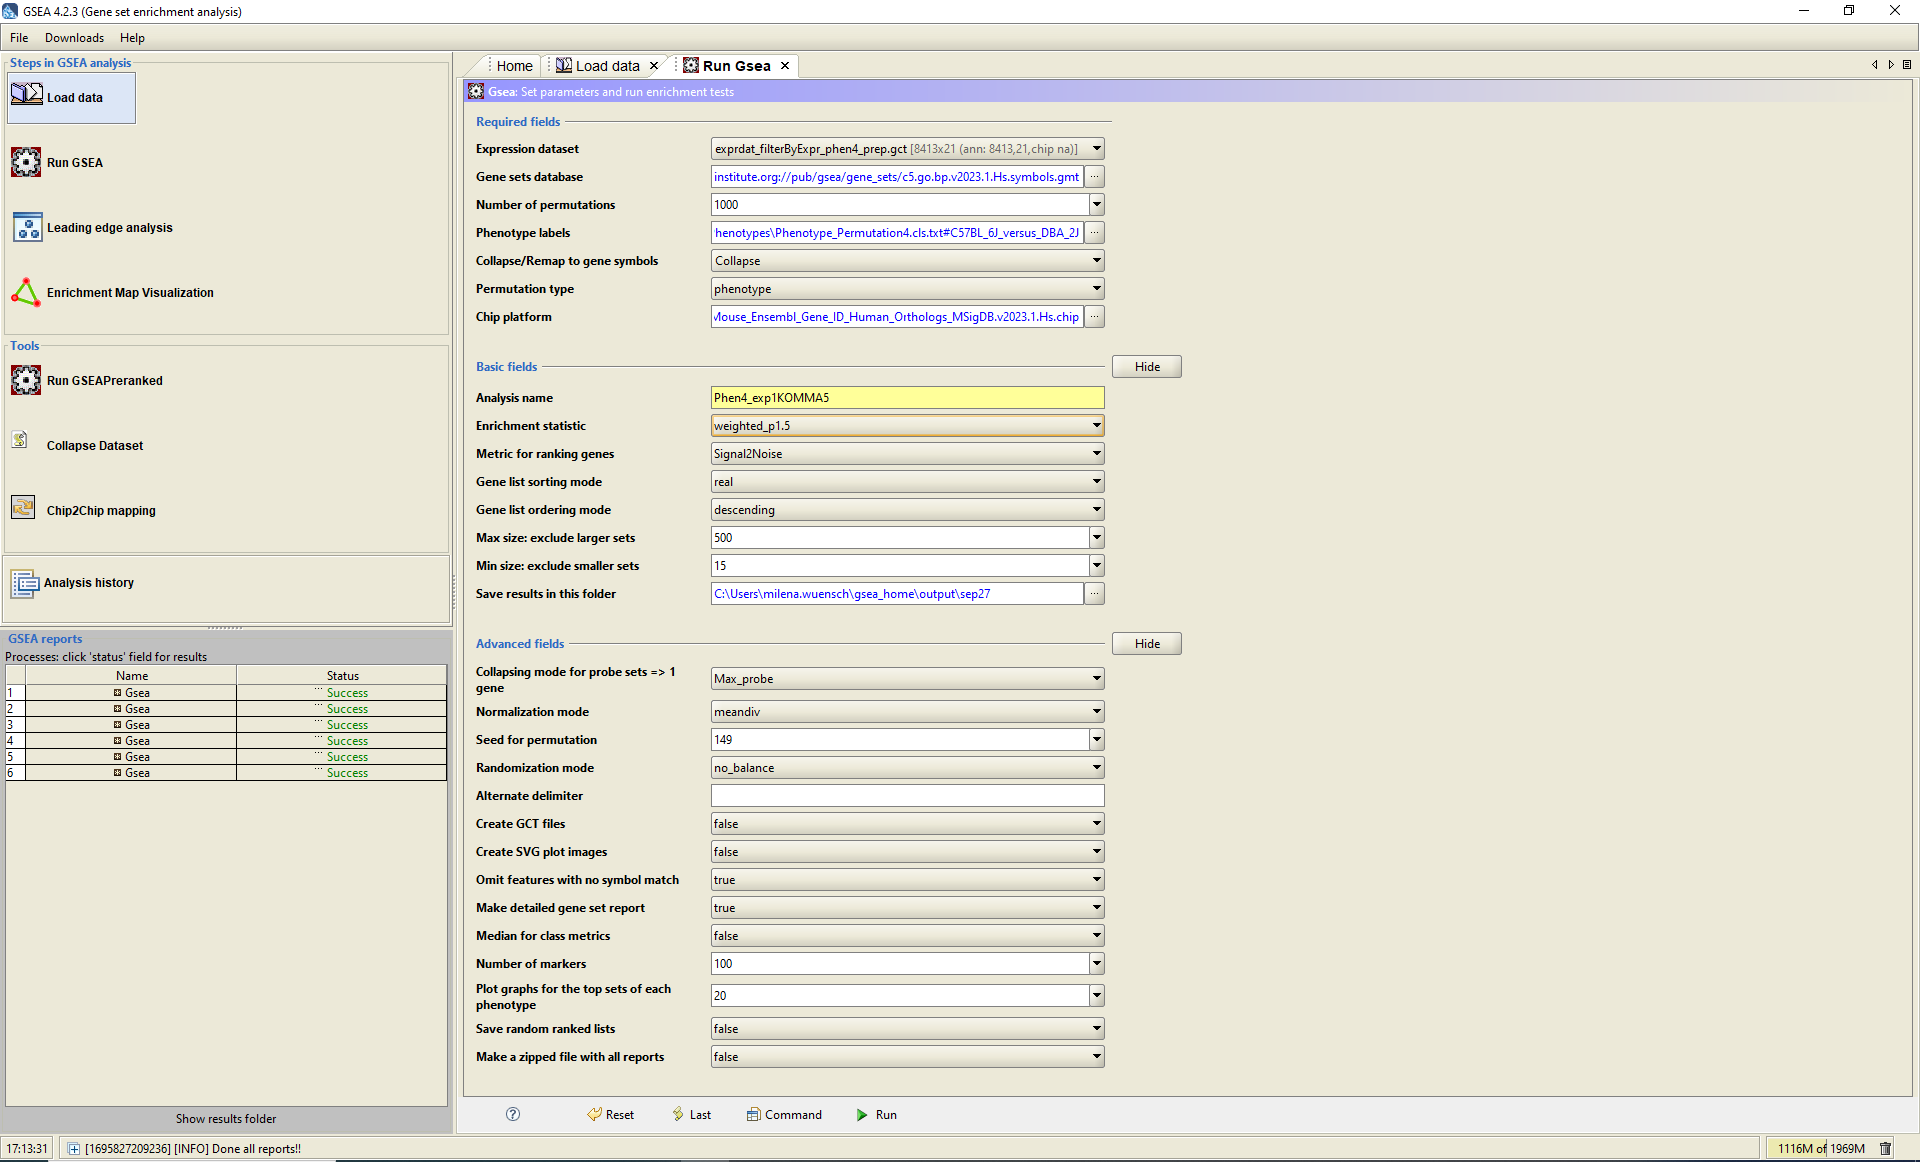 GSEA 4.2.3 (Gene set enrichment analysis)
File Downloads Help
Steps in GSEA analysis
Load data
Run GSEA
Leading edge analysis
Enrichment Map Visualization
Tools
Run GSEAPreranked
Collapse Dataset
Chip2Chip mapping
Analysis history
GSEA reports
Processes: click 'status' field for results
Name Status
1 Gsea ... Success
2 Gsea ... Success
3 Gsea ... Success
4 Gsea ... Success
5 Gsea ... Success
6 Gsea ... Success
Show results folder
Home Load data Run Gsea
Gsea: Set parameters and run enrichment tests
Required fields
Expression dataset exprdat_filterByExpr_phen4_prep.gct [8413x21 (ann: 8413,21,chip na)]
Gene sets database institute.org://pub/gsea/gene_sets/c5.go.bp.v2023.1.Hs.symbols.gmt ...
Number of permutations 1000
Phenotype labels henotypes\Phenotype_Permutation4.cls.txt#C57BL_6J_versus_DBA_2J ...
Collapse/Remap to gene symbols Collapse
Permutation type phenotype
Chip platform Mouse_Ensembl_Gene_ID_Human_Orthologs_MSigDB.v2023.1.Hs.chip ...
Basic fields Hide
Analysis name Phen4_exp1KOMMA5
Enrichment statistic weighted_p1.5
Metric for ranking genes Signal2Noise
Gene list sorting mode real
Gene list ordering mode descending
Max size: exclude larger sets 500
Min size: exclude smaller sets 15
Save results in this folder C:\Users\milena.wuensch\gsea_home\output\sep27 ...
Advanced fields Hide
Collapsing mode for probe sets => 1
gene Max_probe
Normalization mode meandiv
Seed for permutation 149
Randomization mode no_balance
Alternate delimiter
Create GCT files false
Create SVG plot images false
Omit features with no symbol match true
Make detailed gene set report true
Median for class metrics false
Number of markers 100
Plot graphs for the top sets of each
phenotype 20
Save random ranked lists false
Make a zipped file with all reports false
? Reset Last Command Run
17:13:31 [1695827209236] [INFO] Done all reports!! 1116M of 1969M